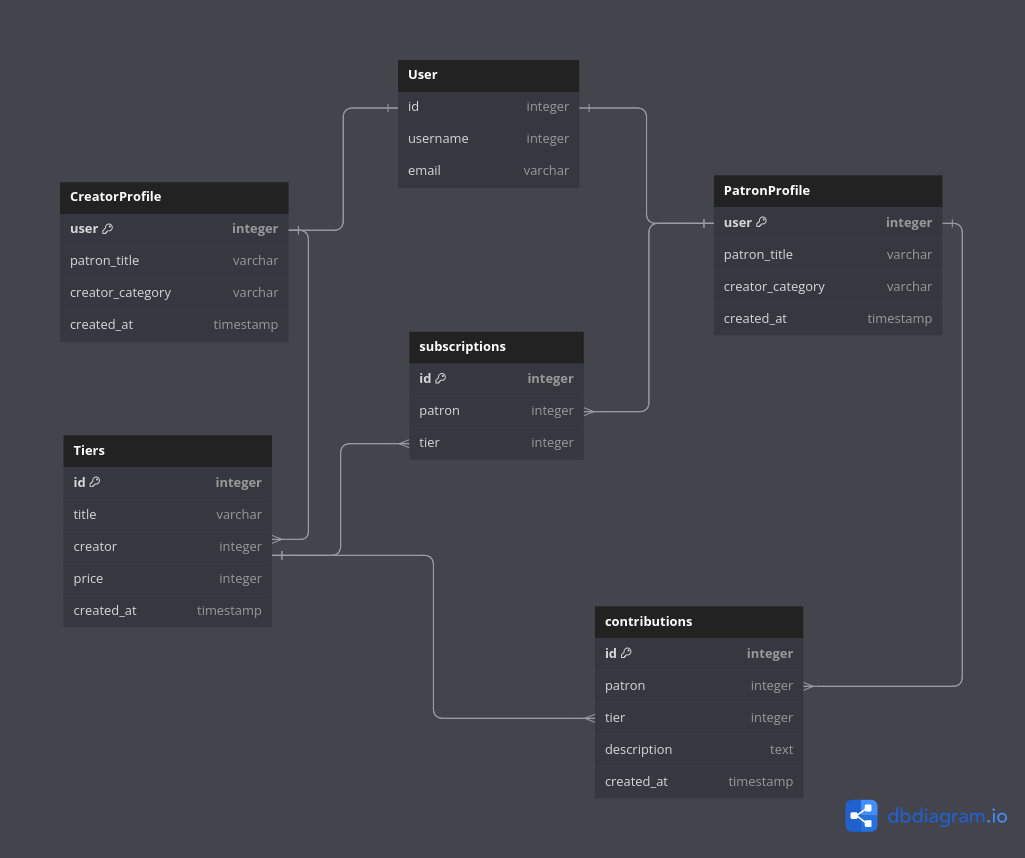 User
id integer
username integer
email varchar
CreatorProfile
user integer
patron_title varchar
creator_category varchar
created_at timestamp
PatronProfile
user integer
patron_title varchar
creator_category varchar
created_at timestamp
subscriptions
id integer
patron integer
tier integer
Tiers
id integer
title varchar
creator integer
price integer
created_at timestamp
contributions
id integer
patron integer
tier integer
description text
created_at timestamp
dbdiagram.io